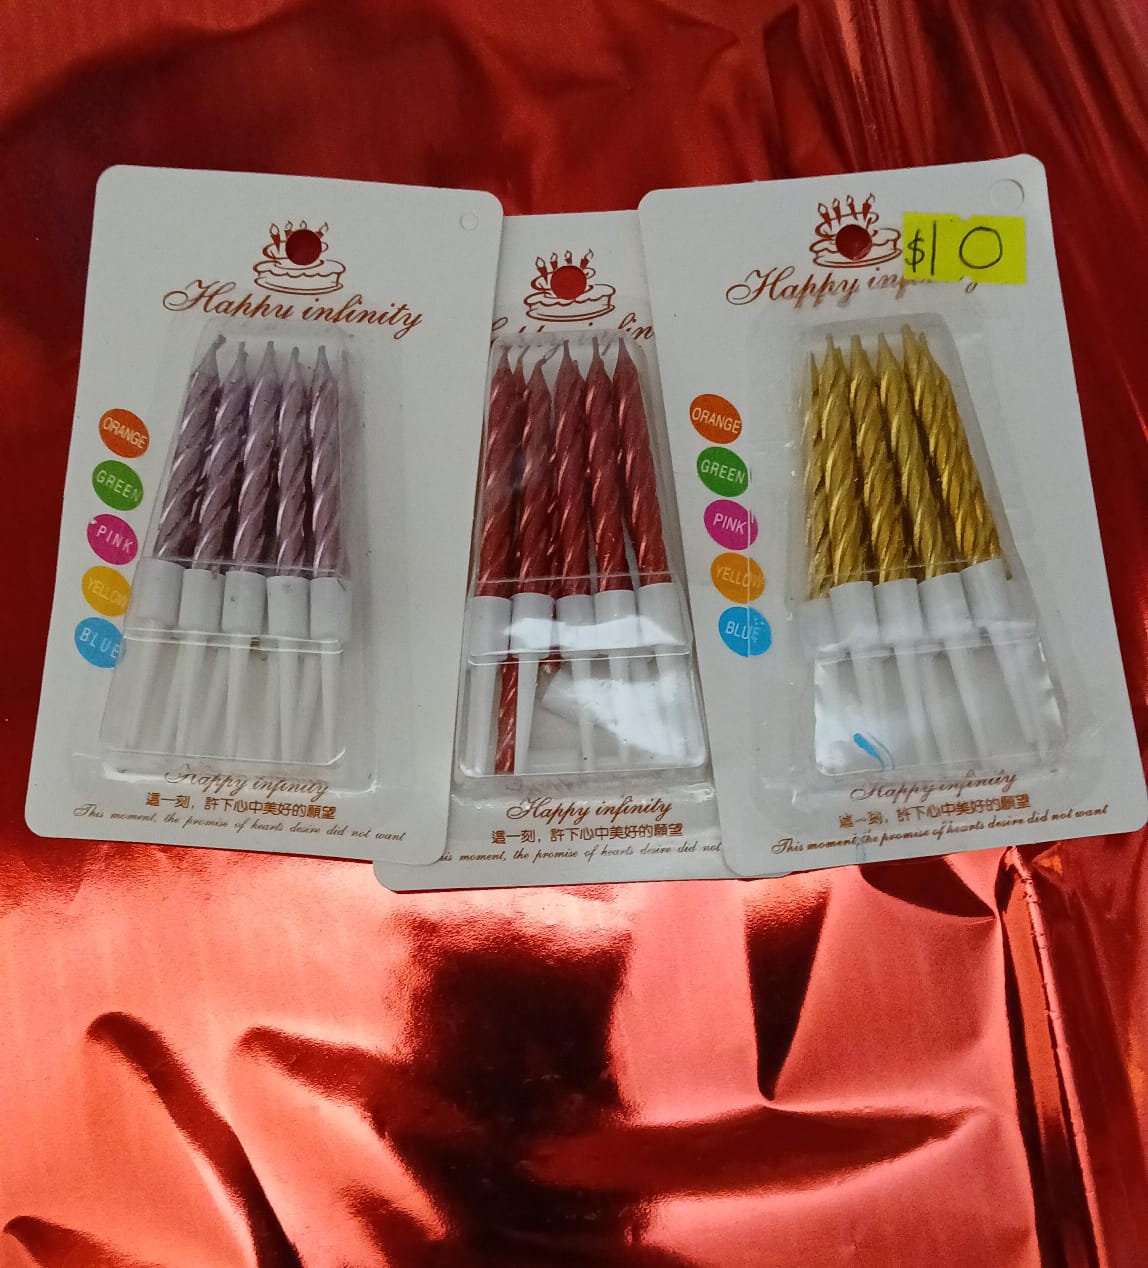 Happy infinity
ORANGE
GREEN
PINK
YELLOW
BLUE
Happy infinity
這一刻，許下心中美好的願望
This moment, the promise of hearts desire did not want
Happy infinity
這一刻，許下心中美好的願望
moment, the promise of hearts desire did not
$10
Happy
ORANGE
GREEN
PINK
YELLOW
BLUE
Happy infinity
這一刻，許下心中美好的願望
This moment, the promise of hearts desire did not want